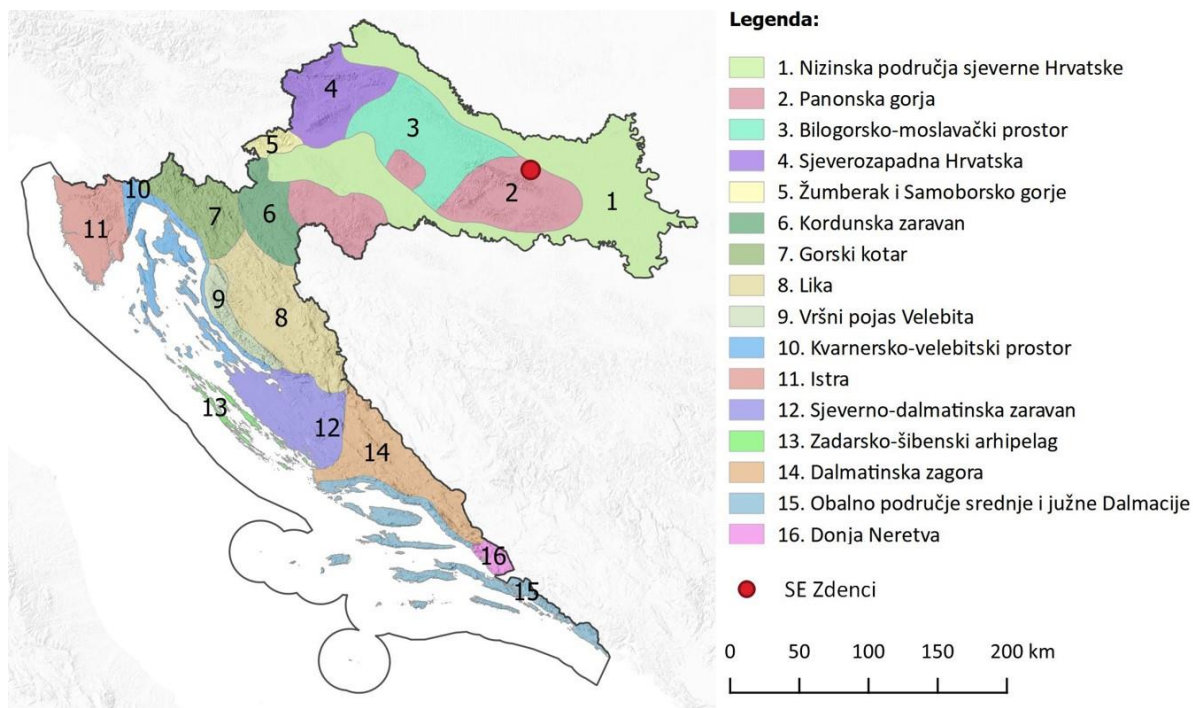 Legenda:
1. Nizinska područja sjeverne Hrvatske
2. Panonska gorja
3. Bilogorsko-moslavački prostor
4. Sjeverozapadna Hrvatska
5. Žumberak i Samoborsko gorje
6. Kordunska zaravan
7. Gorski kotar
8. Lika
9. Vršni pojas Velebita
10. Kvarnersko-velebitski prostor
11. Istra
12. Sjeverno-dalmatinska zaravan
13. Zadarsko-šibenski arhipelag
14. Dalmatinska zagora
15. Obalno područje srednje i južne Dalmacije
16. Donja Neretva
SE Zdenci
0 50 100 150 200 km
4
3
5
2
1
10
11
7
6
9
8
13
12
14
16
15